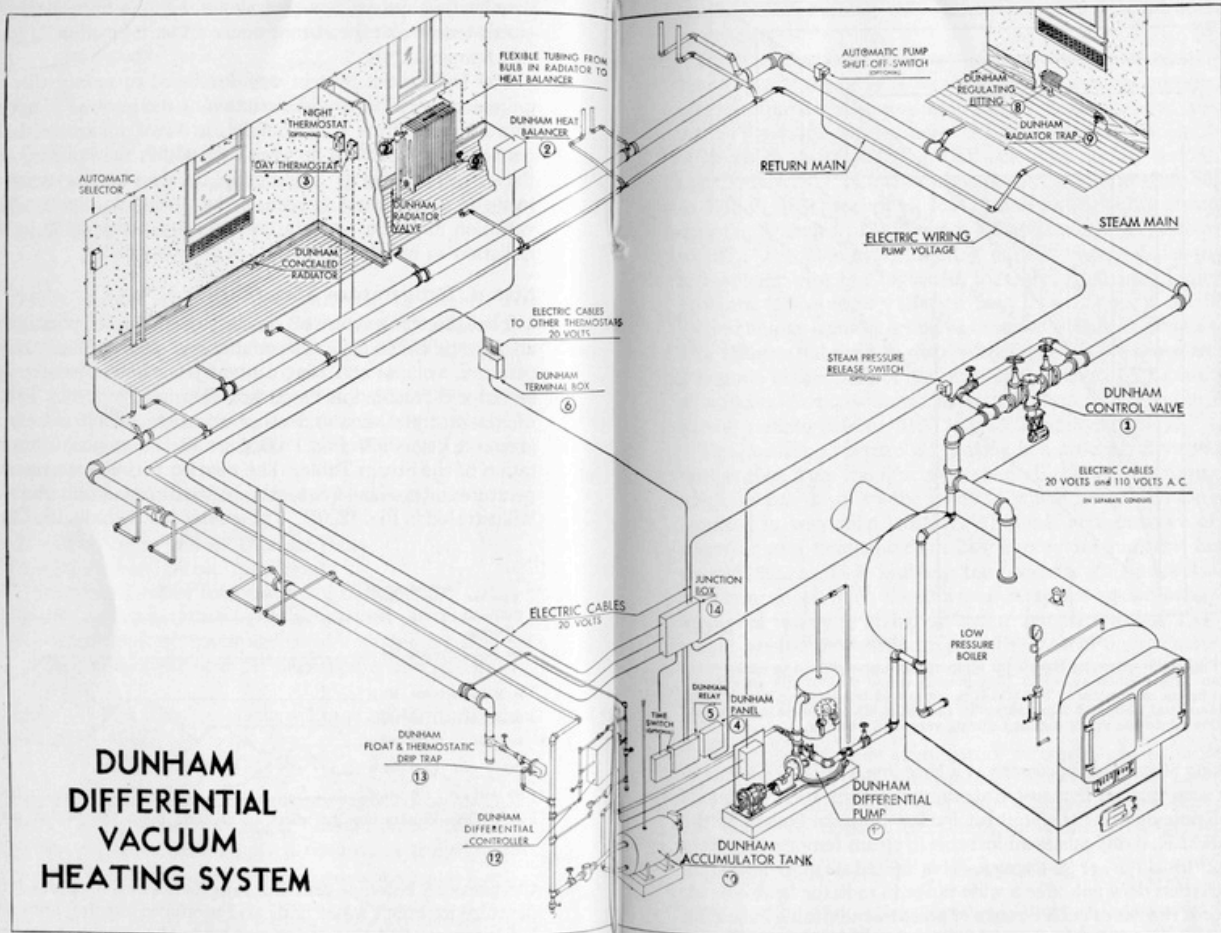 FLEXIBLE TUBING FROM
BULB IN RADIATOR TO
HEAT BALANCER
NIGHT
THERMOSTAT
(OPTIONAL)
DUNHAM HEAT
BALANCER
2
DAY THERMOSTAT
3
AUTOMATIC
SELECTOR
DUNHAM
RADIATOR
VALVE
DUNHAM
CONCEALED
RADIATOR
ELECTRIC CABLES
TO OTHER THERMOSTATS
20 VOLTS
DUNHAM
TERMINAL BOX
6
AUTOMATIC PUMP
SHUT-OFF-SWITCH
(OPTIONAL)
DUNHAM
REGULATING
FITTING 8
DUNHAM
RADIATOR TRAP 9
RETURN MAIN
STEAM MAIN
ELECTRIC WIRING
PUMP VOLTAGE
STEAM PRESSURE
RELEASE SWITCH
(OPTIONAL)
DUNHAM
CONTROL VALVE
1
ELECTRIC CABLES
20 VOLTS and 110 VOLTS A.C.
IN SEPARATE CONDUITS
JUNCTION
BOX
14
ELECTRIC CABLES
20 VOLTS
LOW
PRESSURE
BOILER
TIME
SWITCH
(OPTIONAL)
DUNHAM
RELAY
5
DUNHAM
PANEL
4
DUNHAM
FLOAT & THERMOSTATIC
DRIP TRAP
13
DUNHAM
DIFFERENTIAL
CONTROLLER
12
DUNHAM
DIFFERENTIAL
PUMP
DUNHAM
ACCUMULATOR TANK
DUNHAM
DIFFERENTIAL
VACUUM
HEATING SYSTEM